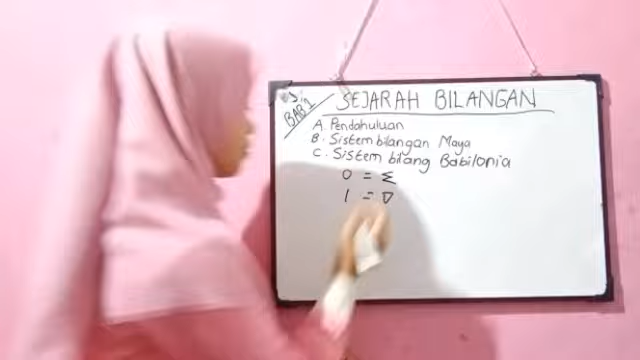 BAB 1
SEJARAH BILANGAN
A. Pendahuluan
B. Sistem bilangan Maya
C. Sistem bilang Babilonia
0 = Σ
1 = ∇